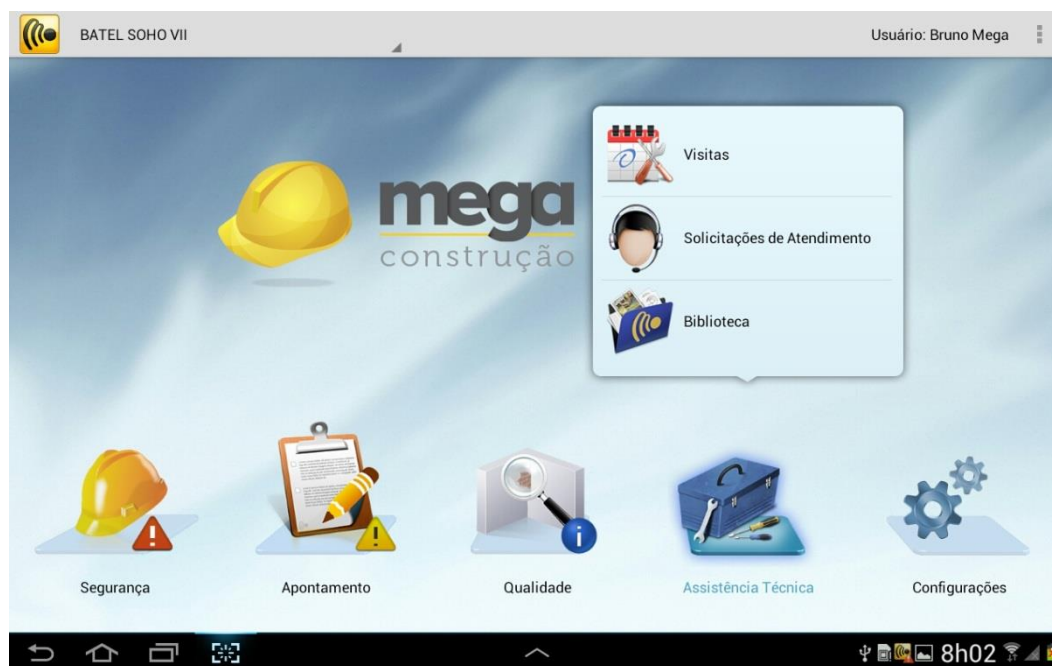 BATEL SOHO VII
Usuário: Bruno Mega
Visitas
mega
construção
Solicitações de Atendimento
Biblioteca
Segurança
Apontamento
Qualidade
Assistência Técnica
Configurações
8h02